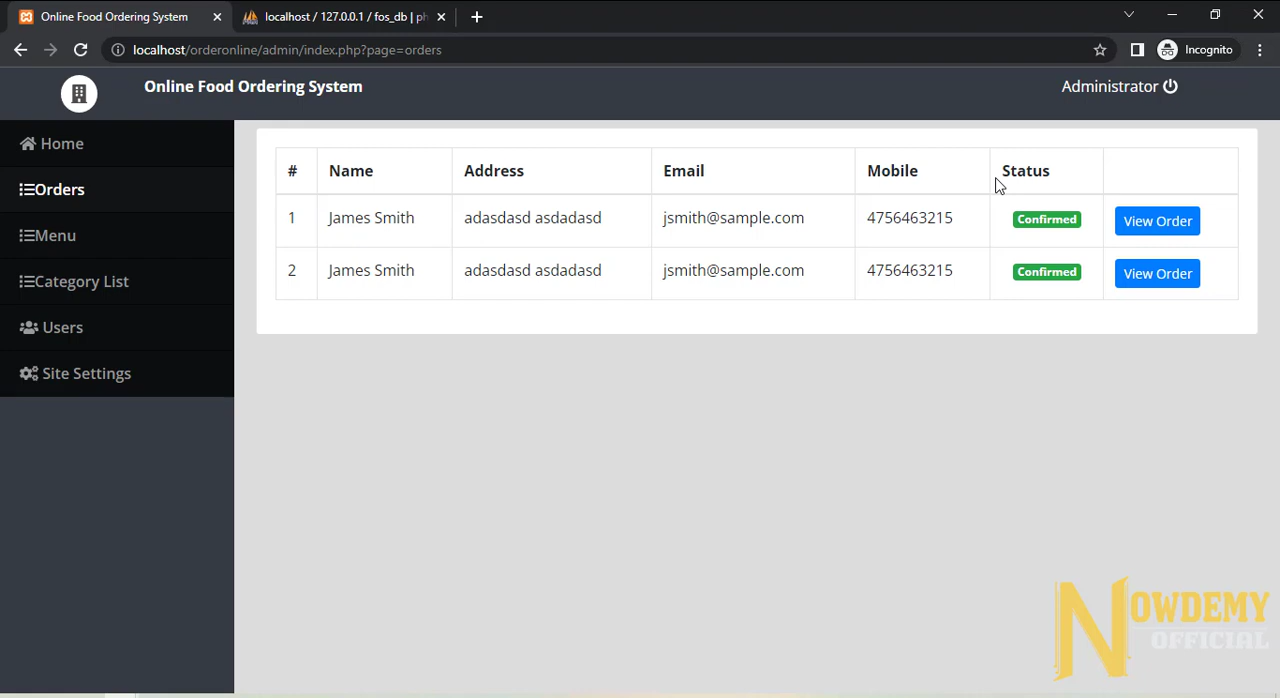 Online Food Ordering System
localhost / 127.0.0.1 / fos_db | ph
localhost/orderonline/admin/index.php?page=orders
Incognito
Online Food Ordering System
Administrator
Home
Orders
Menu
Category List
Users
Site Settings
# Name Address Email Mobile Status
1 James Smith adasdasd asdadasd jsmith@sample.com 4756463215 Confirmed View Order
2 James Smith adasdasd asdadasd jsmith@sample.com 4756463215 Confirmed View Order
NOWDEMY
OFFICIAL